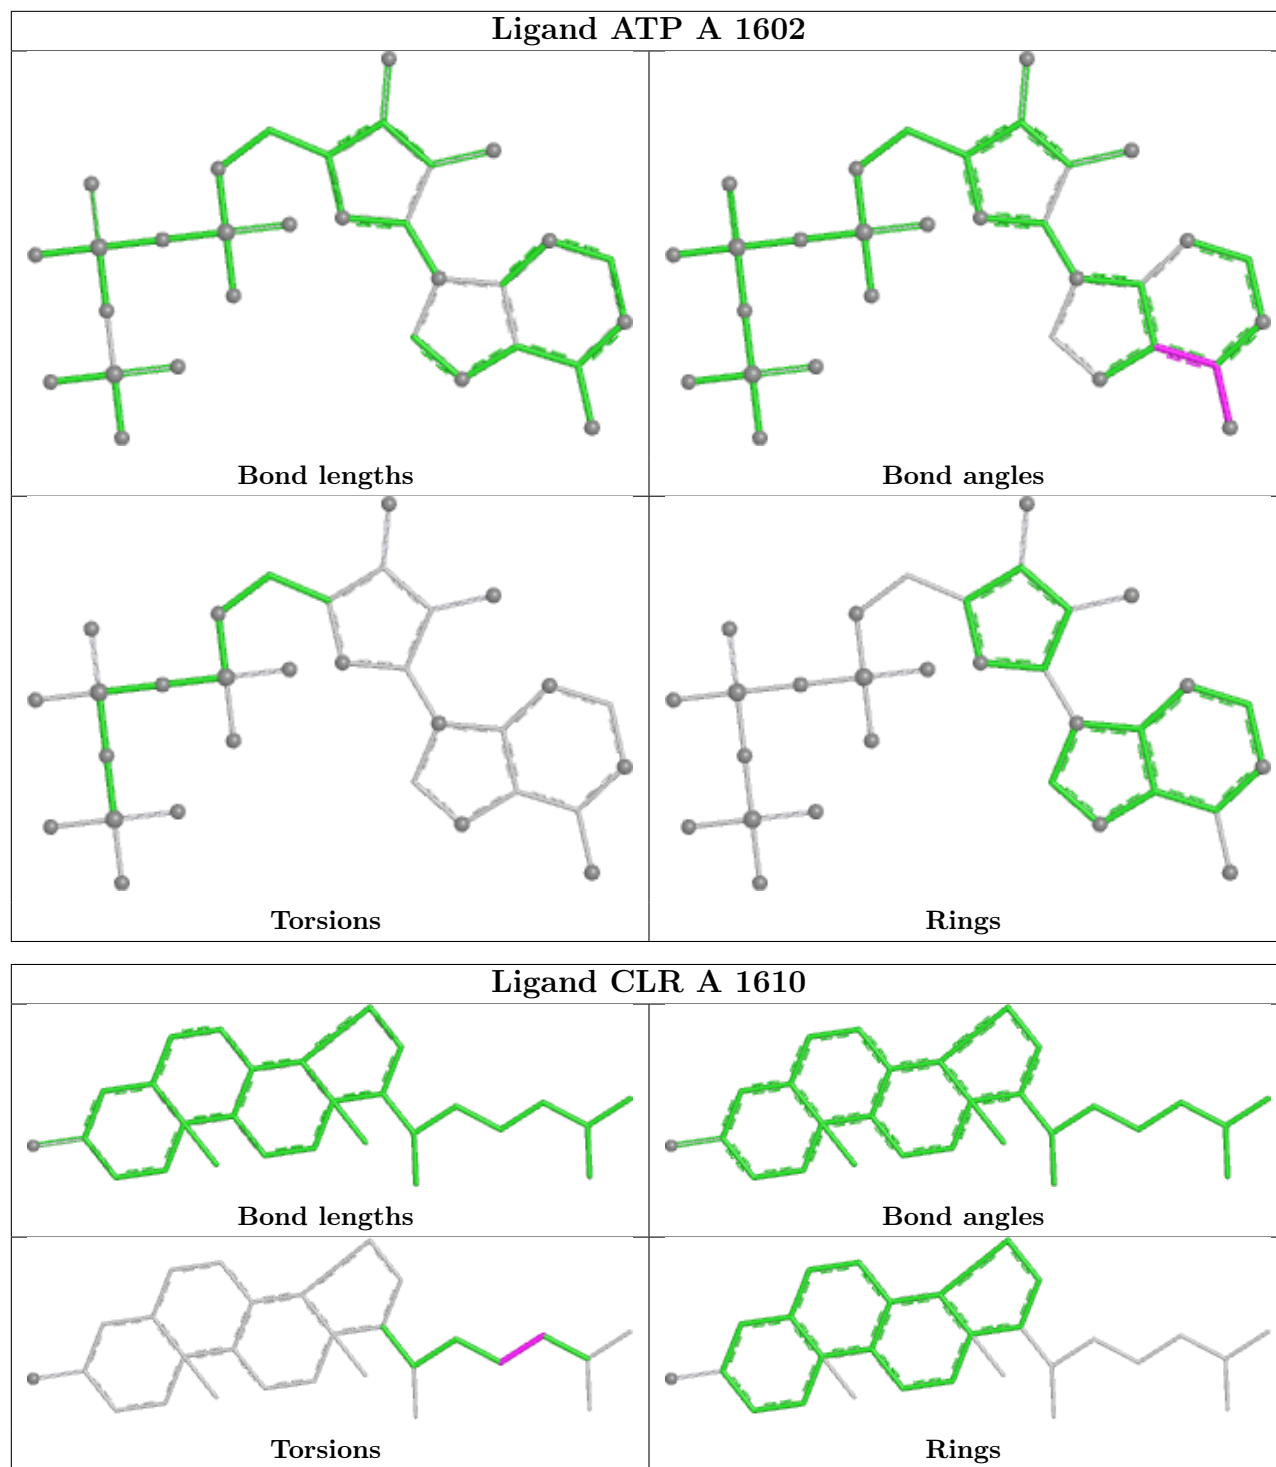 Ligand ATP A 1602
Bond lengths
Bond angles
Torsions
Rings
Ligand CLR A 1610
Bond lengths
Bond angles
Torsions
Rings